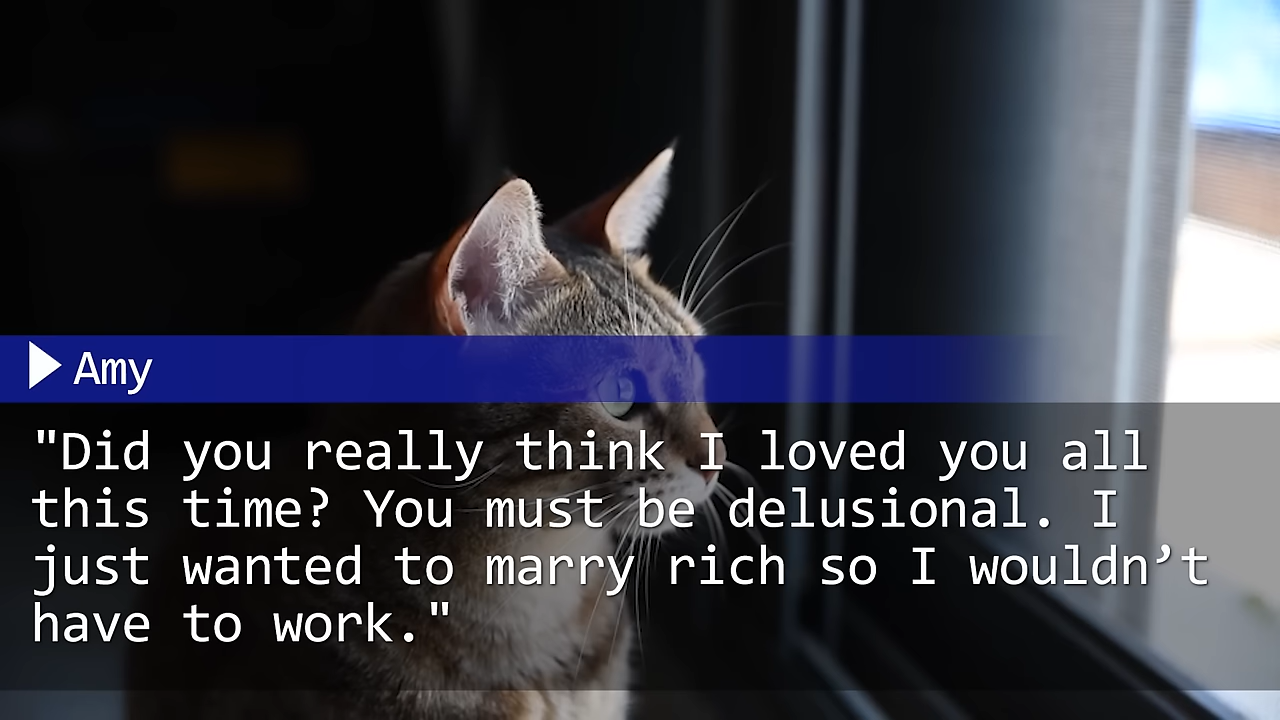 Amy
"Did you really think I loved you all
this time? You must be delusional. I
just wanted to marry rich so I wouldn’t
have to work."